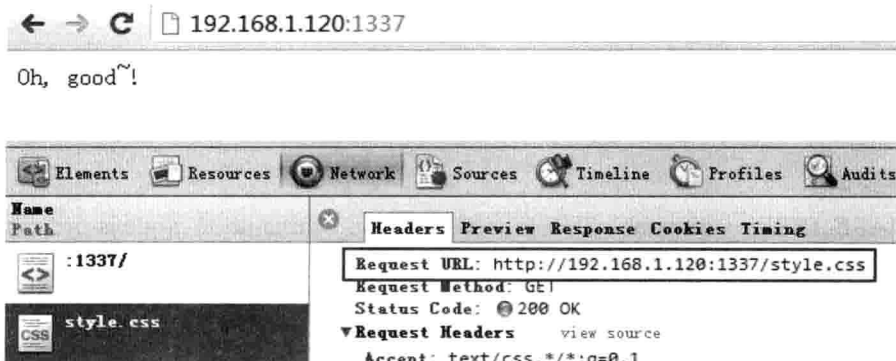 192.168.1.120:1337
Oh, good~!
Elements Resources Network Sources Timeline Profiles Audits
Name
Path
Headers Preview Response Cookies Timing
:1337/
Request URL: http://192.168.1.120:1337/style.css
Request Method: GET
Status Code: 200 OK
style.css
CSS
▼Request Headers view source
Accept: text/css,*/*;q=0.1